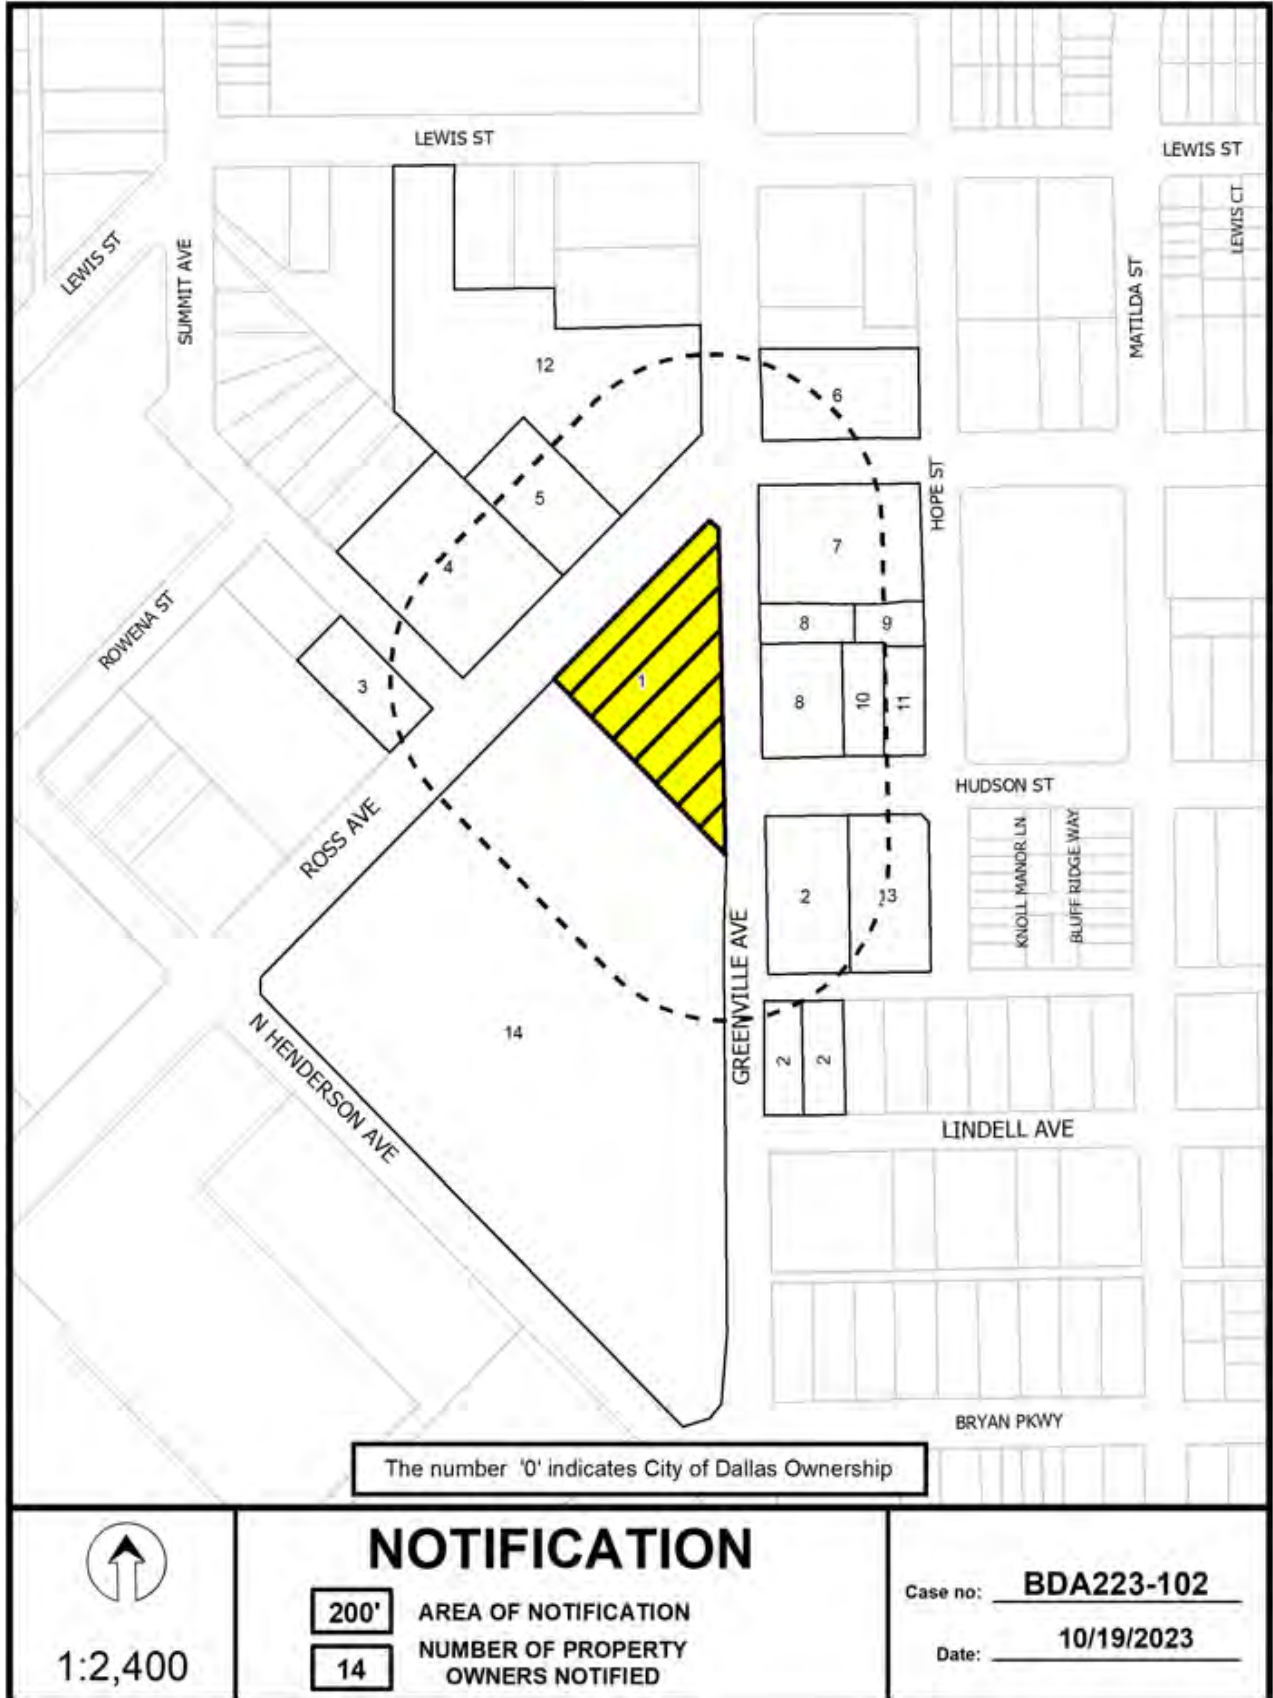 LEWIS ST
LEWIS ST
LEWIS ST
LEWIS CT
SUMMIT AVE
MATILDA ST
12
6
5
HOPE ST
7
4
ROWENA ST
8
9
3
1
8
10
11
HUDSON ST
ROSS AVE
KNOLL MANOR LN
BLUFF RIDGE WAY
2
13
GREENVILLE AVE
14
N HENDERSON AVE
2
2
LINDELL AVE
BRYAN PKWY
The number '0' indicates City of Dallas Ownership
1:2,400
NOTIFICATION
200' AREA OF NOTIFICATION
14 NUMBER OF PROPERTY
OWNERS NOTIFIED
Case no: BDA223-102
Date: 10/19/2023